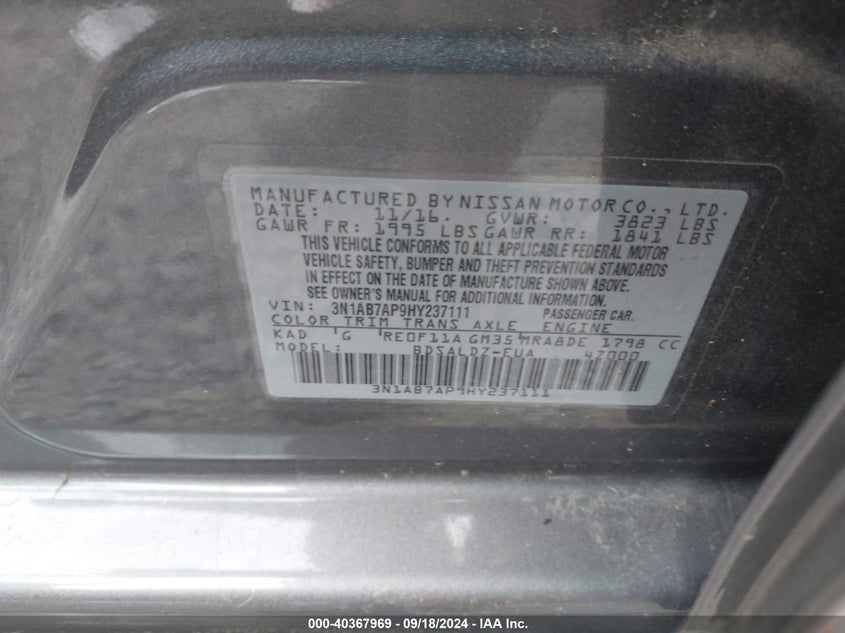 MANUFACTURED BY NISSAN MOTOR CO., LTD.
DATE: 11/16. GVWR: 3823 LBS
GAWR FR: 1995 LBS GAWR RR: 1841 LBS
THIS VEHICLE CONFORMS TO ALL APPLICABLE FEDERAL MOTOR
VEHICLE SAFETY, BUMPER AND THEFT PREVENTION STANDARDS
IN EFFECT ON THE DATE OF MANUFACTURE SHOWN ABOVE.
SEE OWNER'S MANUAL FOR ADDITIONAL INFORMATION.
VIN: 3N1AB7AP9HY237111 PASSENGER CAR.
COLOR TRIM TRANS AXLE, ENGINE
KAD 'G 'RE0F11A GM35'MRA8DE 1798 CC
MODEL: BDSALDZ-EUA 4Z000
3N1AB7AP9HY237111
000-40367969 | 09/18/2024 | IAA Inc.